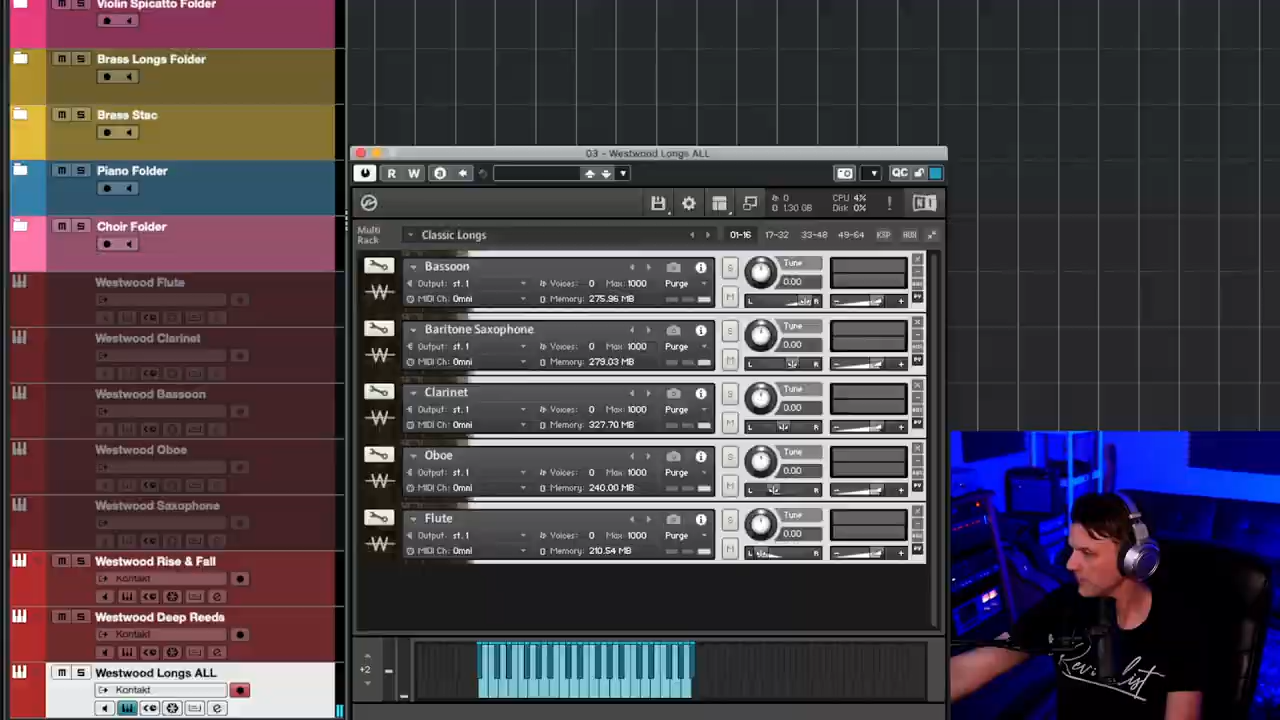 Violin Spicatto Folder
m S
Brass Longs Folder
m S
Brass Stac
m S
Piano Folder
m S
Choir Folder
Westwood Flute
Westwood Clarinet
Westwood Bassoon
Westwood Oboe
Westwood Saxophone
m S
Westwood Rise & Fall
Kontakt
m S
Westwood Deep Reeds
Kontakt
m S
Westwood Longs ALL
Kontakt
03 - Westwood Longs ALL
R W QC
0 1.30 GB CPU 4% Disk 0% !
Multi Rack
Classic Longs 01-16 17-32 33-48 49-64 KSP AUX
Bassoon S Tune
Output: st. 1 Voices: 0 Max: 1000 Purge 0.00
MIDI Ch: Omni Memory: 275.96 MB M L R - +
Baritone Saxophone S Tune
Output: st. 1 Voices: 0 Max: 1000 Purge 0.00
MIDI Ch: Omni Memory: 279.03 MB M L R - +
Clarinet S Tune
Output: st. 1 Voices: 0 Max: 1000 Purge 0.00
MIDI Ch: Omni Memory: 327.70 MB M L R - +
Oboe S Tune
Output: st. 1 Voices: 0 Max: 1000 Purge 0.00
MIDI Ch: Omni Memory: 240.00 MB M L R - +
Flute S Tune
Output: st. 1 Voices: 0 Max: 1000 Purge 0.00
MIDI Ch: Omni Memory: 210.54 MB M L R - +
+2